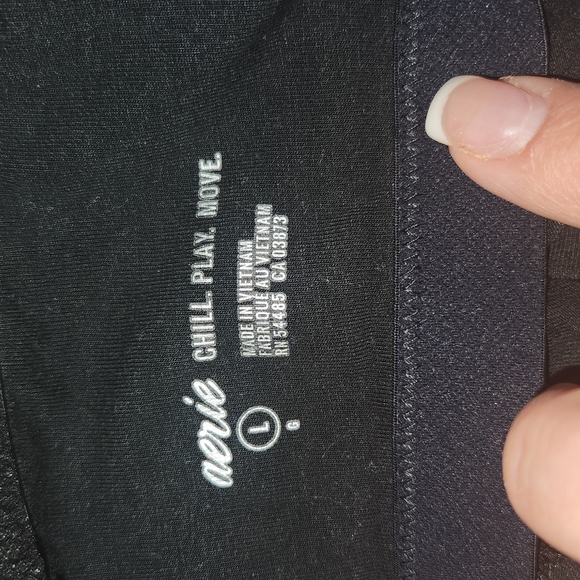 aerie CHILL. PLAY. MOVE.
L
G
MADE IN VIETNAM
FABRIQUÉ AU VIETNAM
RN 54485 CA 03873